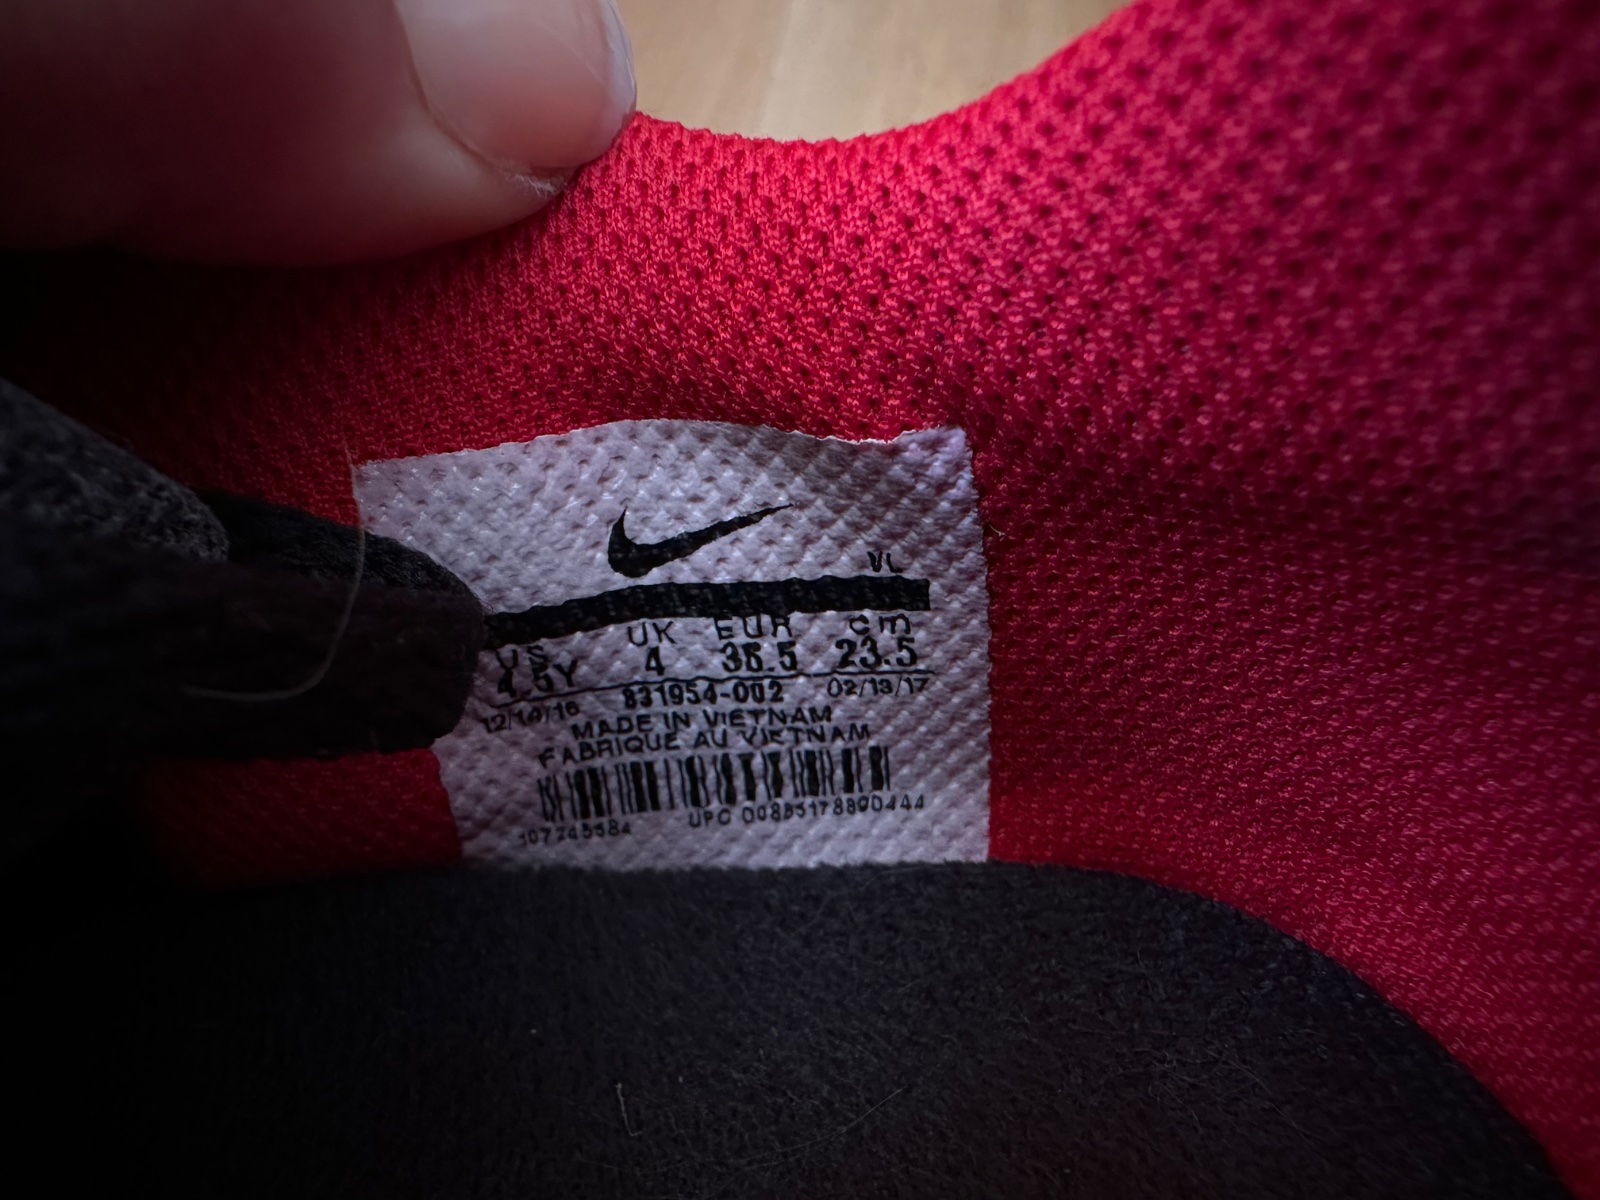 VL
US UK EUR cm
4.5Y 4 36.5 23.5
12/14/16 831954-002 02/13/17
MADE IN VIETNAM
FABRIQUE AU VIETNAM
UPC 00885178890444